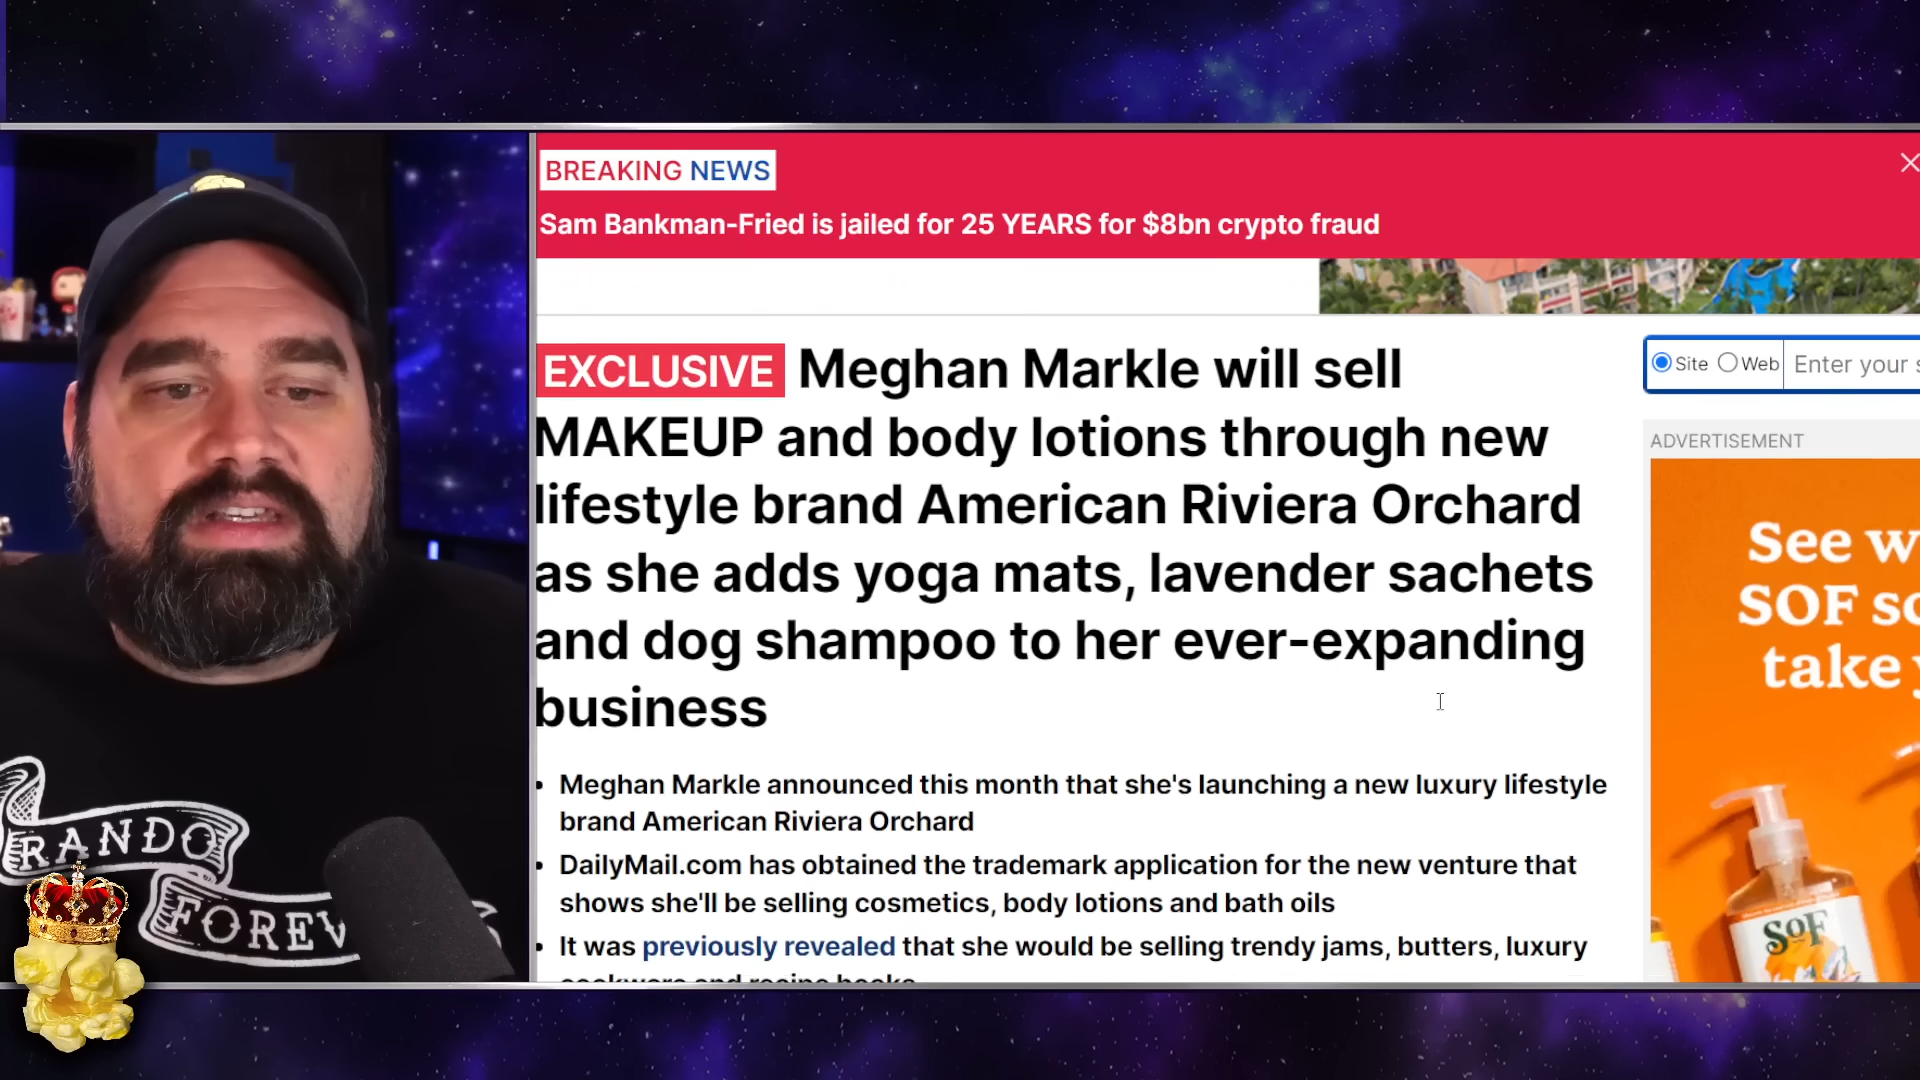 BREAKING NEWS
Sam Bankman-Fried is jailed for 25 YEARS for $8bn crypto fraud
EXCLUSIVE Meghan Markle will sell
MAKEUP and body lotions through new
lifestyle brand American Riviera Orchard
as she adds yoga mats, lavender sachets
and dog shampoo to her ever-expanding
business
• Meghan Markle announced this month that she's launching a new luxury lifestyle
brand American Riviera Orchard
• DailyMail.com has obtained the trademark application for the new venture that
shows she'll be selling cosmetics, body lotions and bath oils
• It was previously revealed that she would be selling trendy jams, butters, luxury
cookware and recipe books
Site Web Enter your s
ADVERTISEMENT
See w
SOF so
take y
SoF
RANDO
FOREV